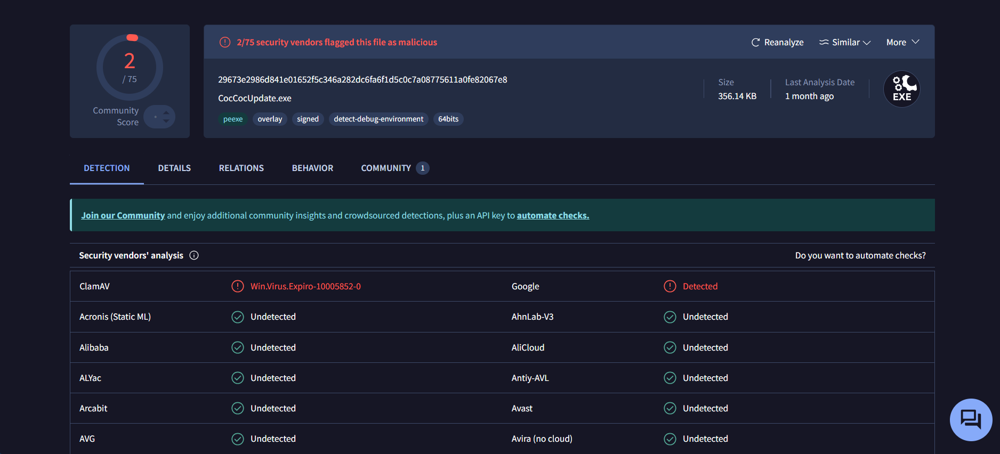 2
/ 75
Community
Score
2/75 security vendors flagged this file as malicious
Reanalyze
Similar
More
29673e2986d841e01652f5c346a282dc6fa6f1d5c0c7a08775611a0fe82067e8
CocCocUpdate.exe
peexe
overlay
signed
detect-debug-environment
64bits
Size
356.14 KB
Last Analysis Date
1 month ago
EXE
DETECTION
DETAILS
RELATIONS
BEHAVIOR
COMMUNITY 1
Join our Community and enjoy additional community insights and crowdsourced detections, plus an API key to automate checks.
Security vendors' analysis
Do you want to automate checks?
ClamAV Win.Virus.Expiro-10005852-0 Google Detected
Acronis (Static ML) Undetected AhnLab-V3 Undetected
Alibaba Undetected AliCloud Undetected
ALYac Undetected Antiy-AVL Undetected
Arcabit Undetected Avast Undetected
AVG Undetected Avira (no cloud) Undetected